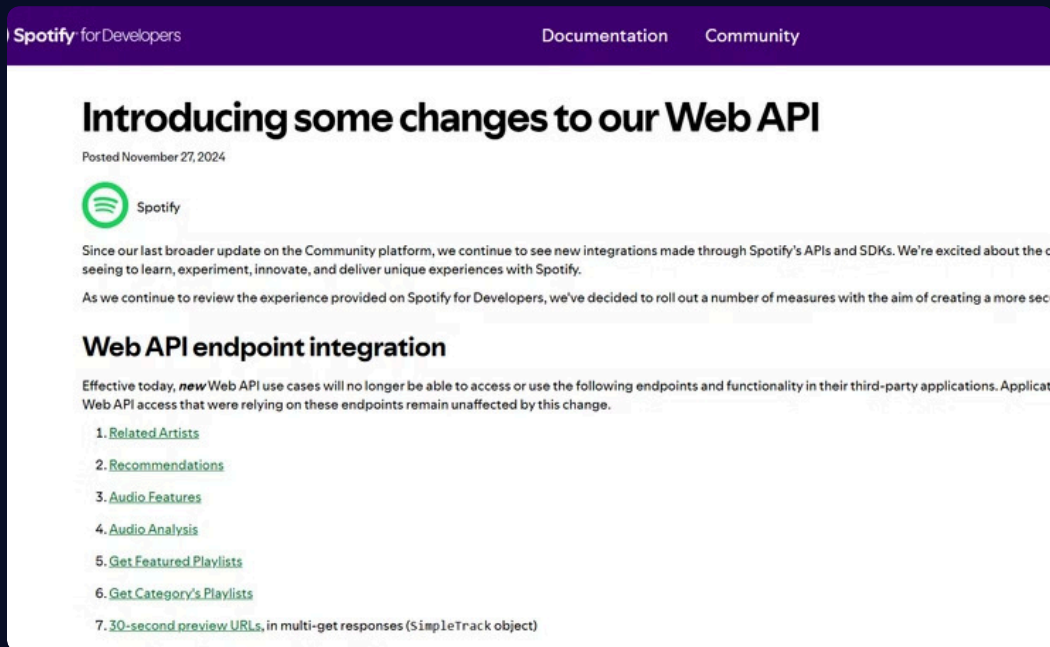 Spotify for Developers
Documentation
Community
Introducing some changes to our Web API
Posted November 27, 2024
Spotify
Since our last broader update on the Community platform, we continue to see new integrations made through Spotify's APIs and SDKs. We're excited about the
seeing to learn, experiment, innovate, and deliver unique experiences with Spotify.
As we continue to review the experience provided on Spotify for Developers, we've decided to roll out a number of measures with the aim of creating a more
Web API endpoint integration
Effective today, new Web API use cases will no longer be able to access or use the following endpoints and functionality in their third-party applications.
Web API access that were relying on these endpoints remain unaffected by this change.
1. Related Artists
2. Recommendations
3. Audio Features
4. Audio Analysis
5. Get Featured Playlists
6. Get Category's Playlists
7. 30-second preview URLs, in multi-get responses (SimpleTrack object)